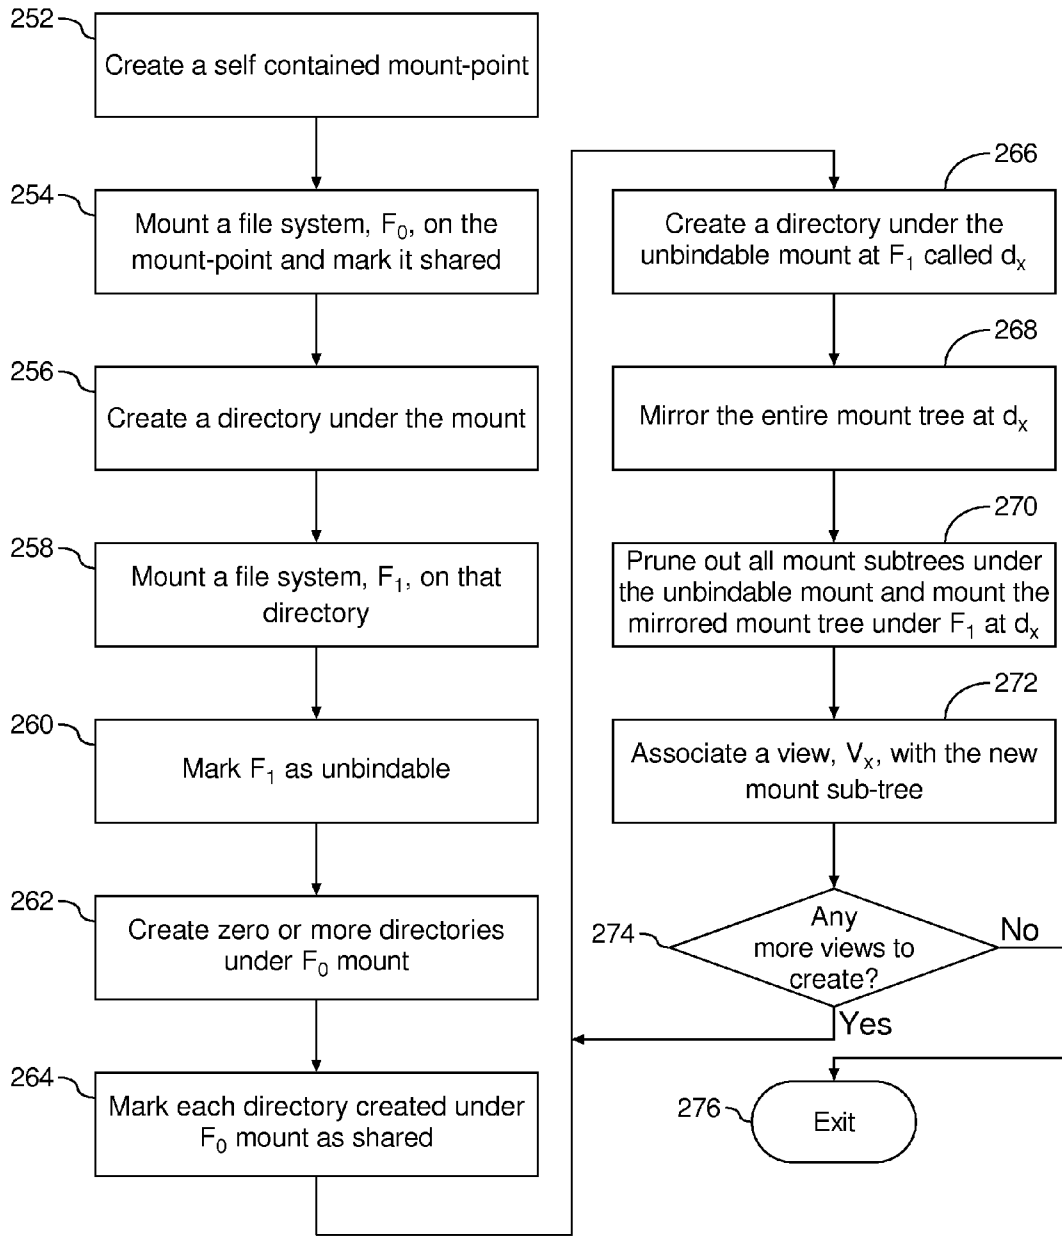 252
Create a self contained mount-point
254
Mount a file system, F₀, on the
mount-point and mark it shared
256
Create a directory under the mount
258
Mount a file system, F₁, on that
directory
260
Mark F₁ as unbindable
262
Create zero or more directories
under F₀ mount
264
Mark each directory created under
F₀ mount as shared
266
Create a directory under the
unbindable mount at F₁ called dₓ
268
Mirror the entire mount tree at dₓ
270
Prune out all mount subtrees under
the unbindable mount and mount the
mirrored mount tree under F₁ at dₓ
272
Associate a view, Vₓ, with the new
mount sub-tree
274
Any
more views to
create?
No
Yes
276
Exit